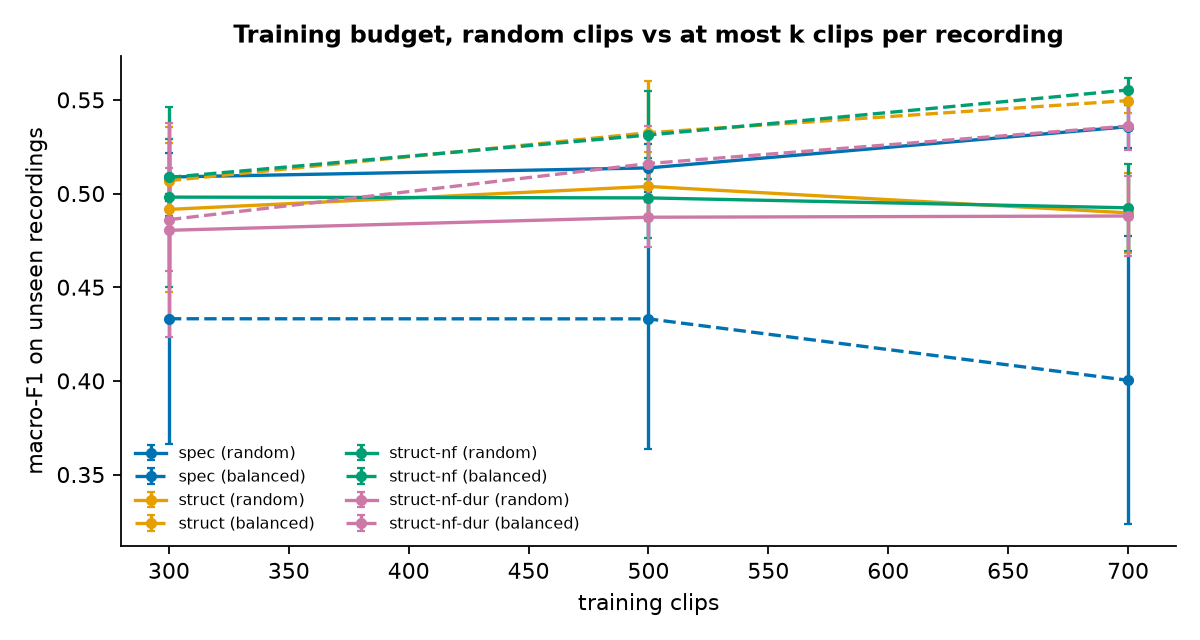 Training budget, random clips vs at most k clips per recording
macro-F1 on unseen recordings
0.55
0.50
0.45
0.40
0.35
spec (random)
spec (balanced)
struct (random)
struct (balanced)
struct-nf (random)
struct-nf (balanced)
struct-nf-dur (random)
struct-nf-dur (balanced)
300 350 400 450 500 550 600 650 700
training clips